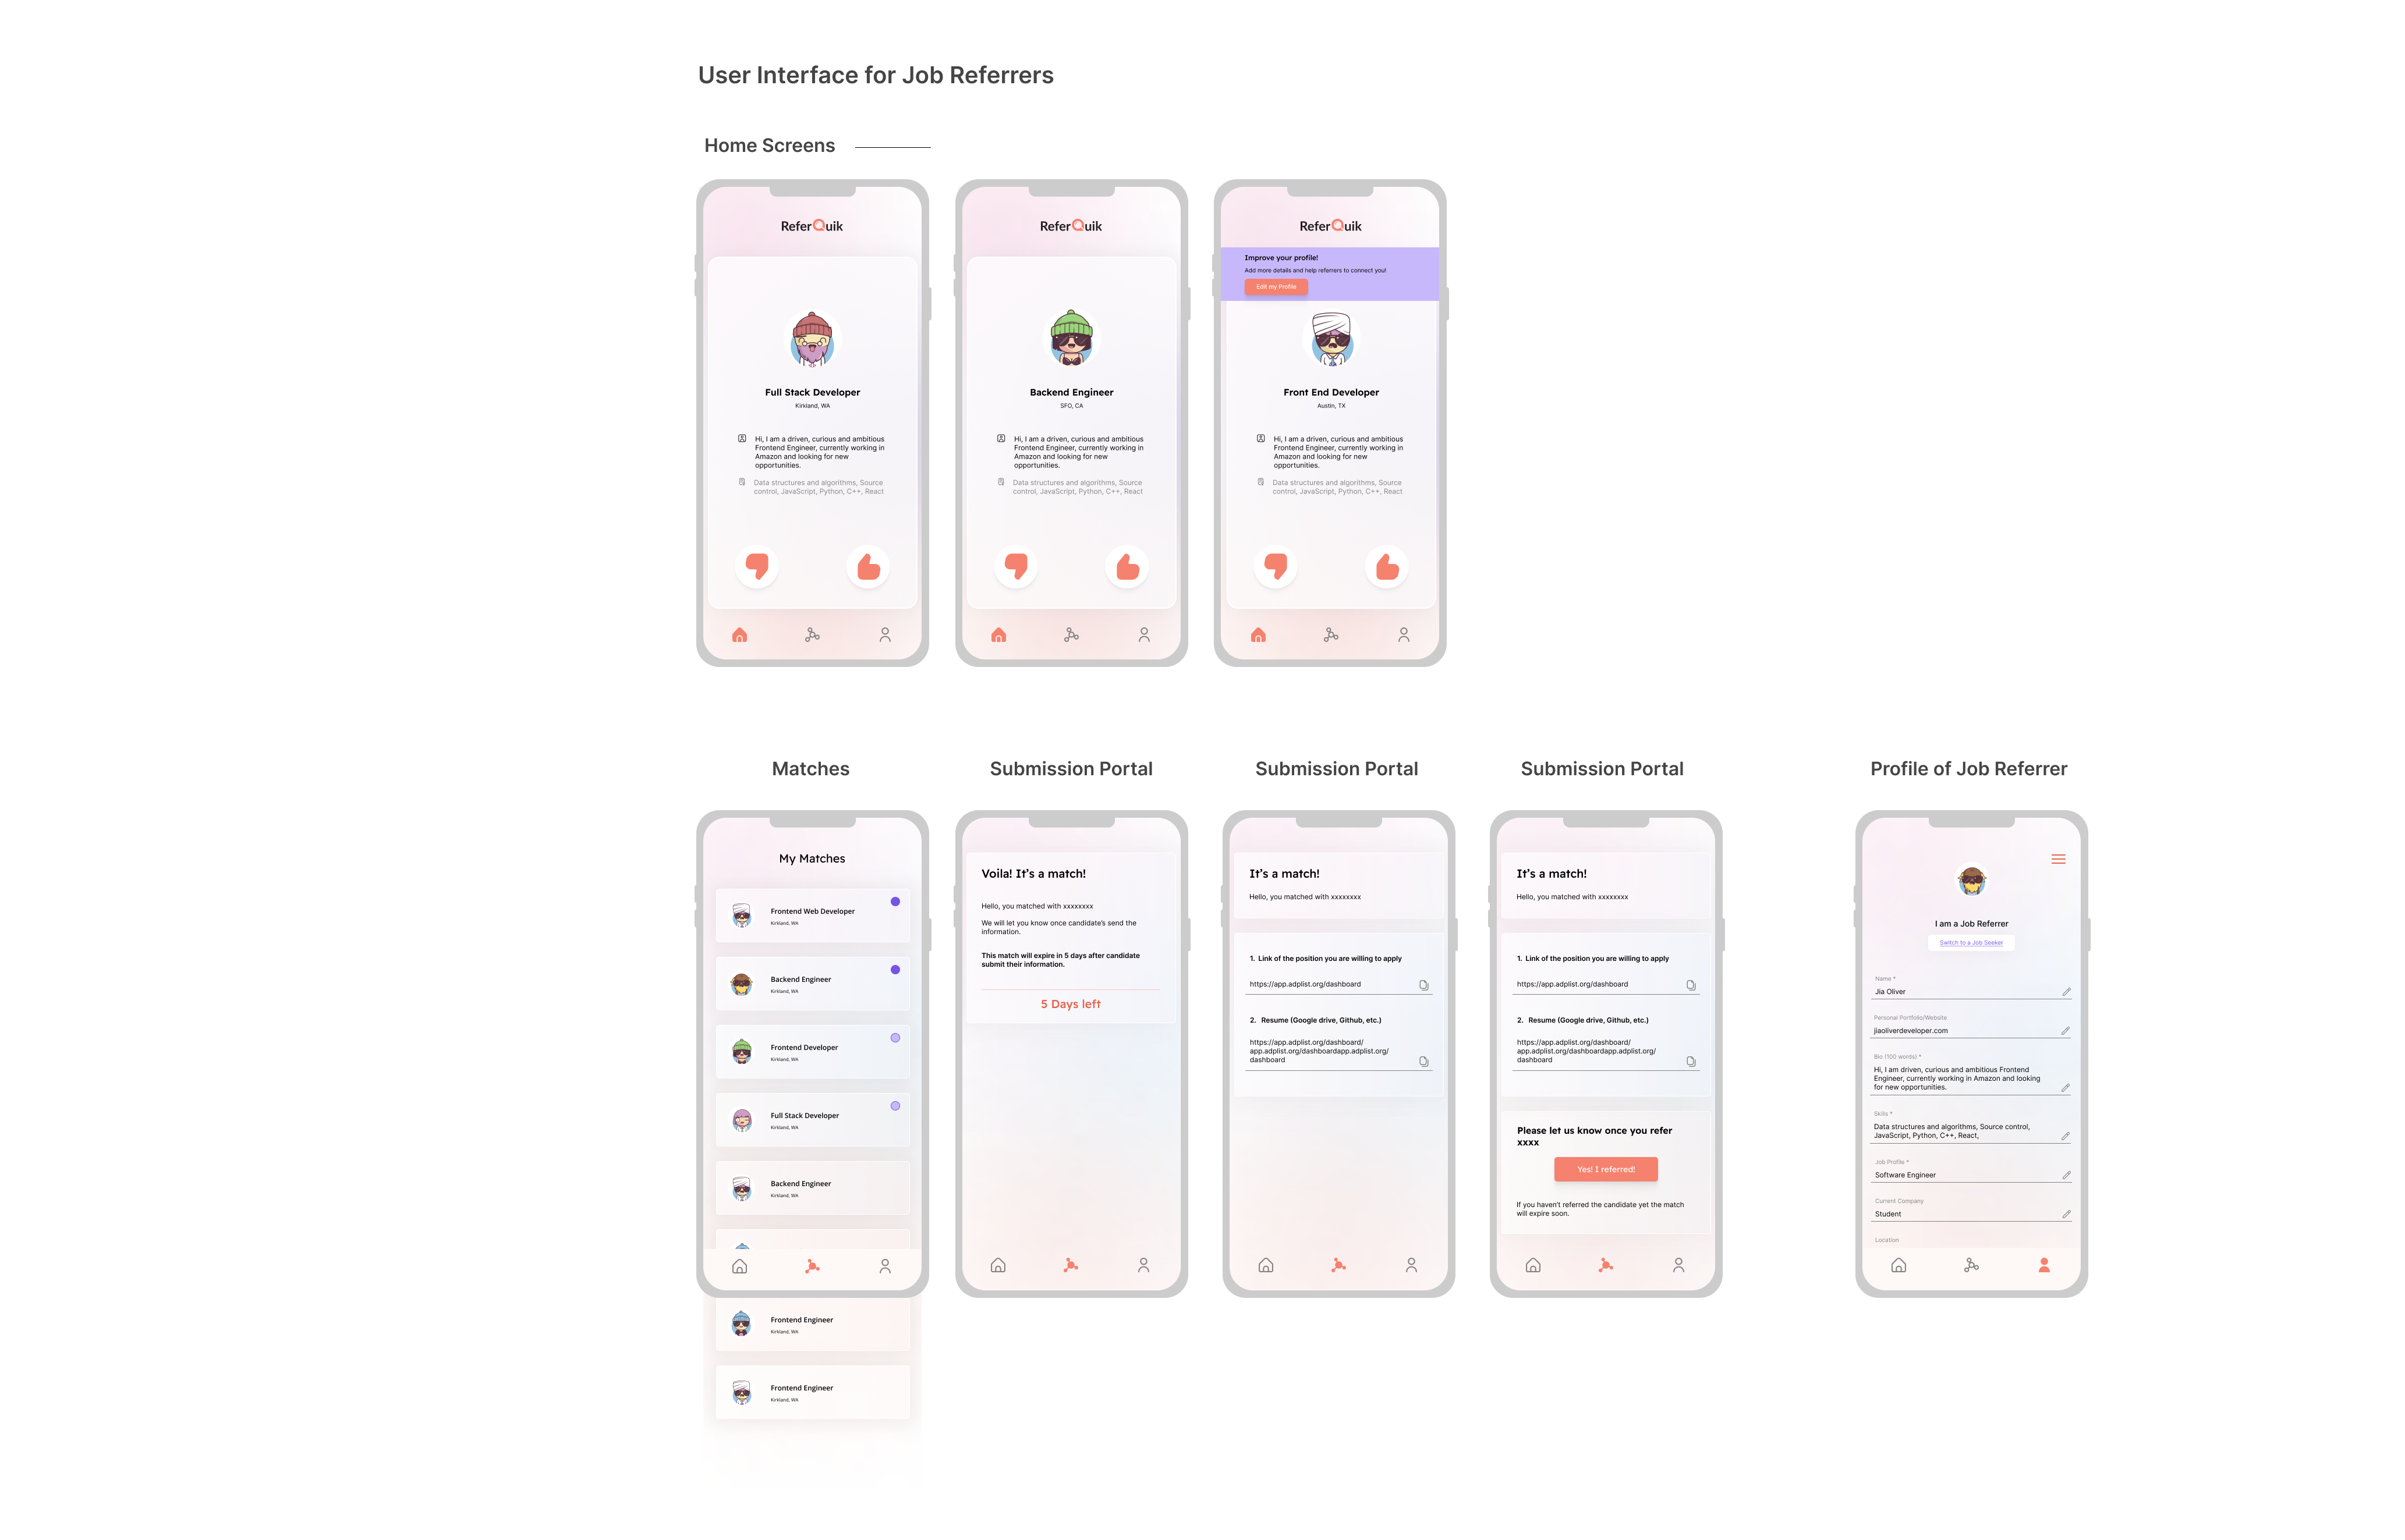 User Interface for Job Referrers
Home Screens
ReferQuik
Full Stack Developer
Kirkland, WA
Hi, I am a driven, curious and ambitious
Frontend Engineer, currently working in
Amazon and looking for new
opportunities.
Data structures and algorithms, Source
control, JavaScript, Python, C++, React
ReferQuik
Backend Engineer
SFO, CA
Hi, I am a driven, curious and ambitious
Frontend Engineer, currently working in
Amazon and looking for new
opportunities.
Data structures and algorithms, Source
control, JavaScript, Python, C++, React
ReferQuik
Improve your profile!
Add more details and help referrers to connect you!
Edit my Profile
Front End Developer
Austin, TX
Hi, I am a driven, curious and ambitious
Frontend Engineer, currently working in
Amazon and looking for new
opportunities.
Data structures and algorithms, Source
control, JavaScript, Python, C++, React
Matches
My Matches
Frontend Web Developer
Kirkland, WA
Backend Engineer
Kirkland, WA
Frontend Developer
Kirkland, WA
Full Stack Developer
Kirkland, WA
Backend Engineer
Kirkland, WA
Frontend Engineer
Kirkland, WA
Frontend Engineer
Kirkland, WA
Submission Portal
Voila! It's a match!
Hello, you matched with xxxxxxxx
We will let you know once candidate's send the
information.
This match will expire in 5 days after candidate
submit their information.
5 Days left
Submission Portal
It's a match!
Hello, you matched with xxxxxxxx
1. Link of the position you are willing to apply
https://app.adplist.org/dashboard
2. Resume (Google drive, Github, etc.)
https://app.adplist.org/dashboard/
app.adplist.org/dashboardapp.adplist.org/
dashboard
Submission Portal
It's a match!
Hello, you matched with xxxxxxxx
1. Link of the position you are willing to apply
https://app.adplist.org/dashboard
2. Resume (Google drive, Github, etc.)
https://app.adplist.org/dashboard/
app.adplist.org/dashboardapp.adplist.org/
dashboard
Please let us know once you refer
xxxx
Yes! I referred!
If you haven't referred the candidate yet the match
will expire soon.
Profile of Job Referrer
I am a Job Referrer
Switch to a Job Seeker
Name *
Jia Oliver
Personal Portfolio/Website
jiaoliverdeveloper.com
Bio (100 words) *
Hi, I am driven, curious and ambitious Frontend
Engineer, currently working in Amazon and looking
for new opportunities.
Skills *
Data structures and algorithms, Source control,
JavaScript, Python, C++, React,
Job Profile *
Software Engineer
Current Company
Student
Location